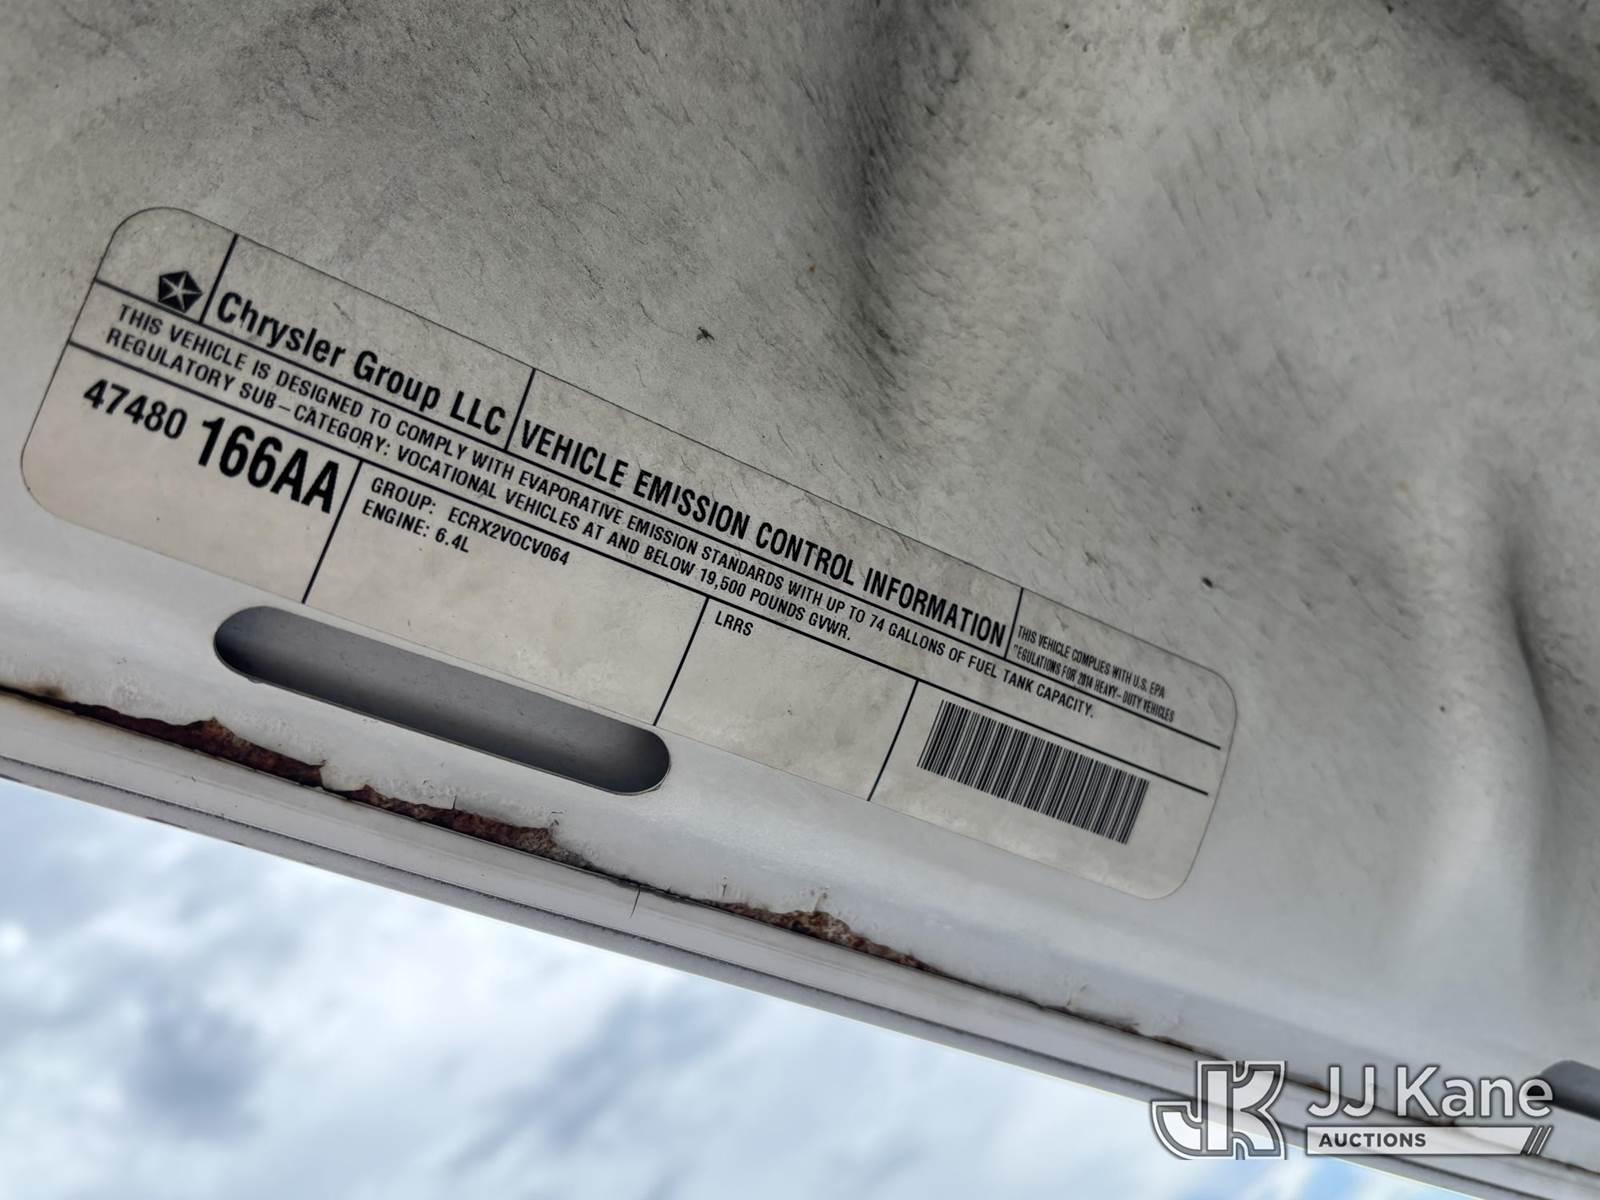 Chrysler Group LLC
VEHICLE EMISSION CONTROL INFORMATION
THIS VEHICLE COMPLIES WITH U.S. EPA
REGULATIONS FOR 2014 HEAVY-DUTY VEHICLES
THIS VEHICLE IS DESIGNED TO COMPLY WITH EVAPORATIVE EMISSION STANDARDS WITH UP TO 74 GALLONS OF FUEL TANK CAPACITY.
REGULATORY SUB-CATEGORY: VOCATIONAL VEHICLES AT AND BELOW 19,500 POUNDS GVWR.
47480 166AA
GROUP: ECRX2VOCV064
ENGINE: 6.4L
LRRS
JK JJ Kane
AUCTIONS